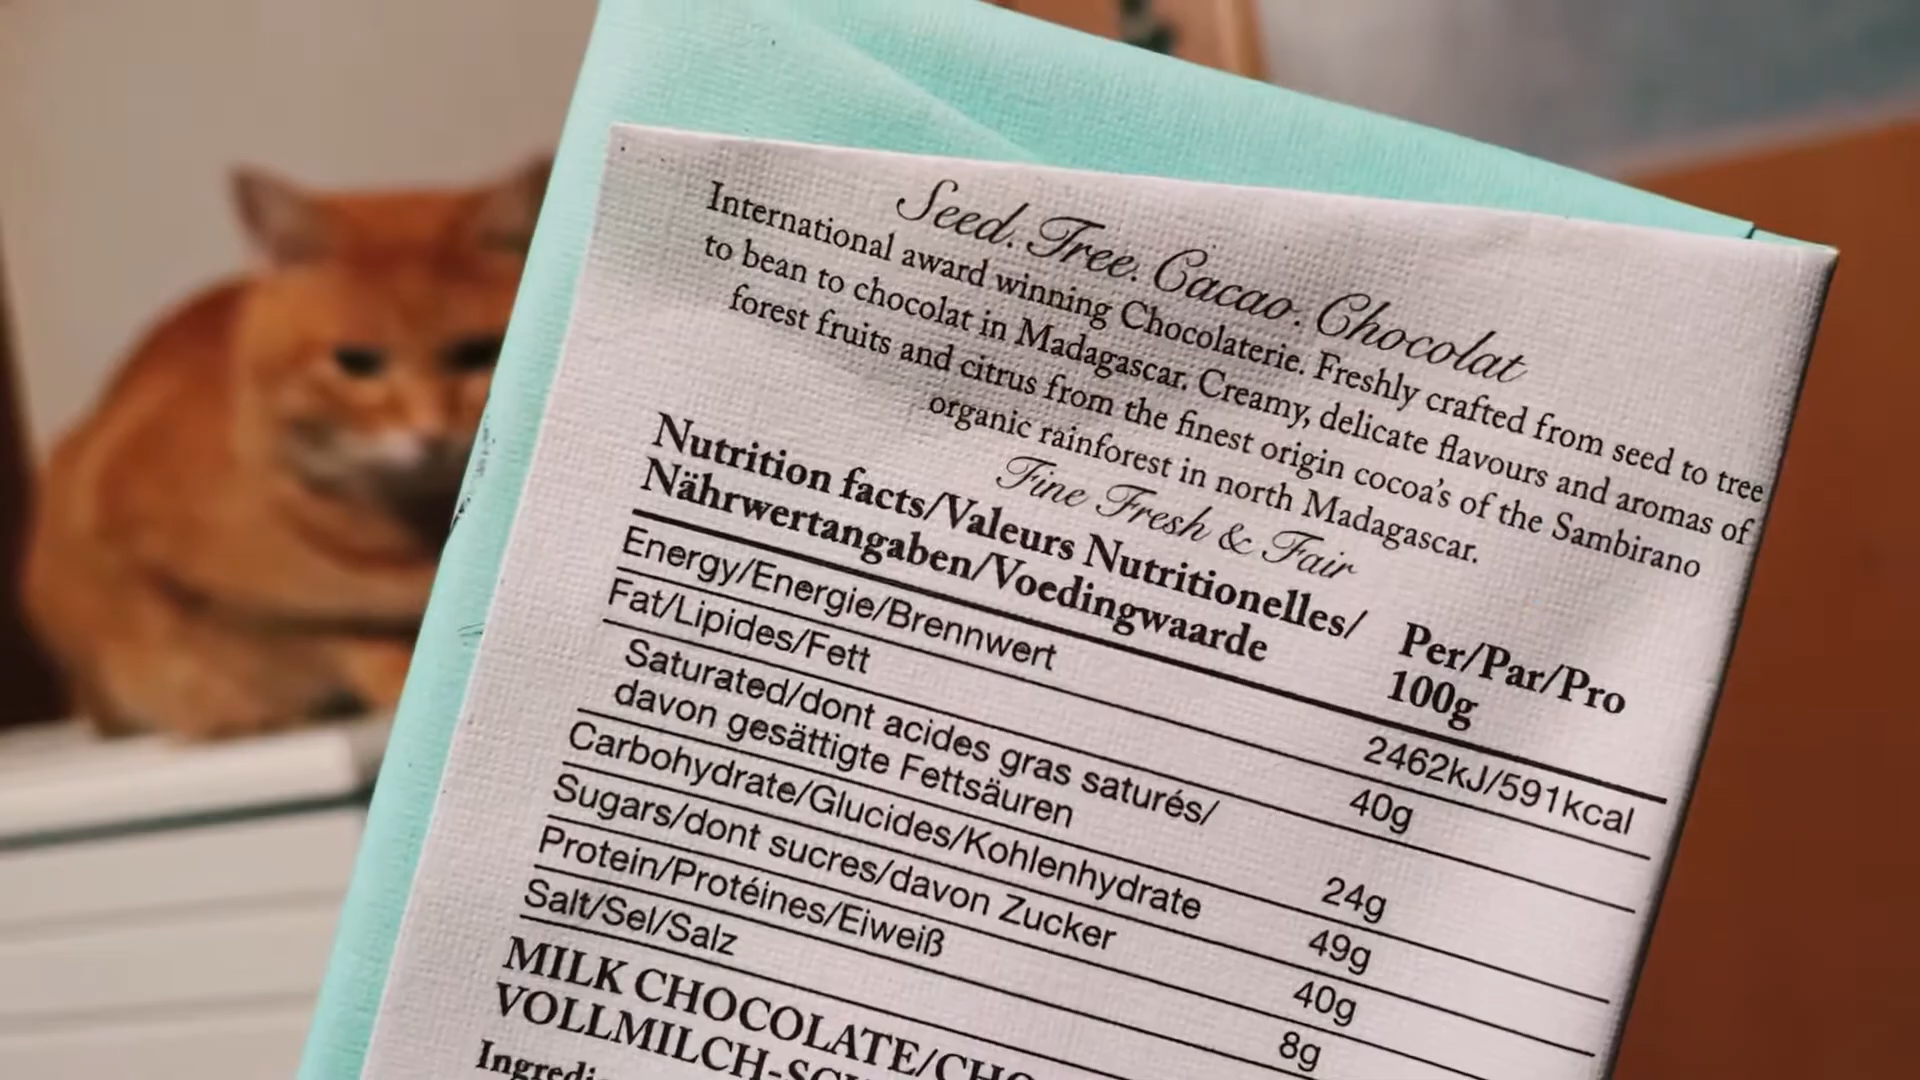 Seed. Tree. Cacao. Chocolat
International award winning Chocolaterie. Freshly crafted from seed to tree
to bean to chocolat in Madagascar. Creamy, delicate flavours and aromas of
forest fruits and citrus from the finest origin cocoa's of the Sambirano
organic rainforest in north Madagascar.
Fine Fresh & Fair
Nutrition facts/Valeurs Nutritionelles/ Per/Par/Pro
Nährwertangaben/Voedingwaarde 100g
Energy/Energie/Brennwert 2462kJ/591kcal
Fat/Lipides/Fett 40g
Saturated/dont acides gras saturés/
davon gesättigte Fettsäuren 24g
Carbohydrate/Glucides/Kohlenhydrate 49g
Sugars/dont sucres/davon Zucker 40g
Protein/Protéines/Eiweiß 8g
Salt/Sel/Salz
MILK CHOCOLATE/